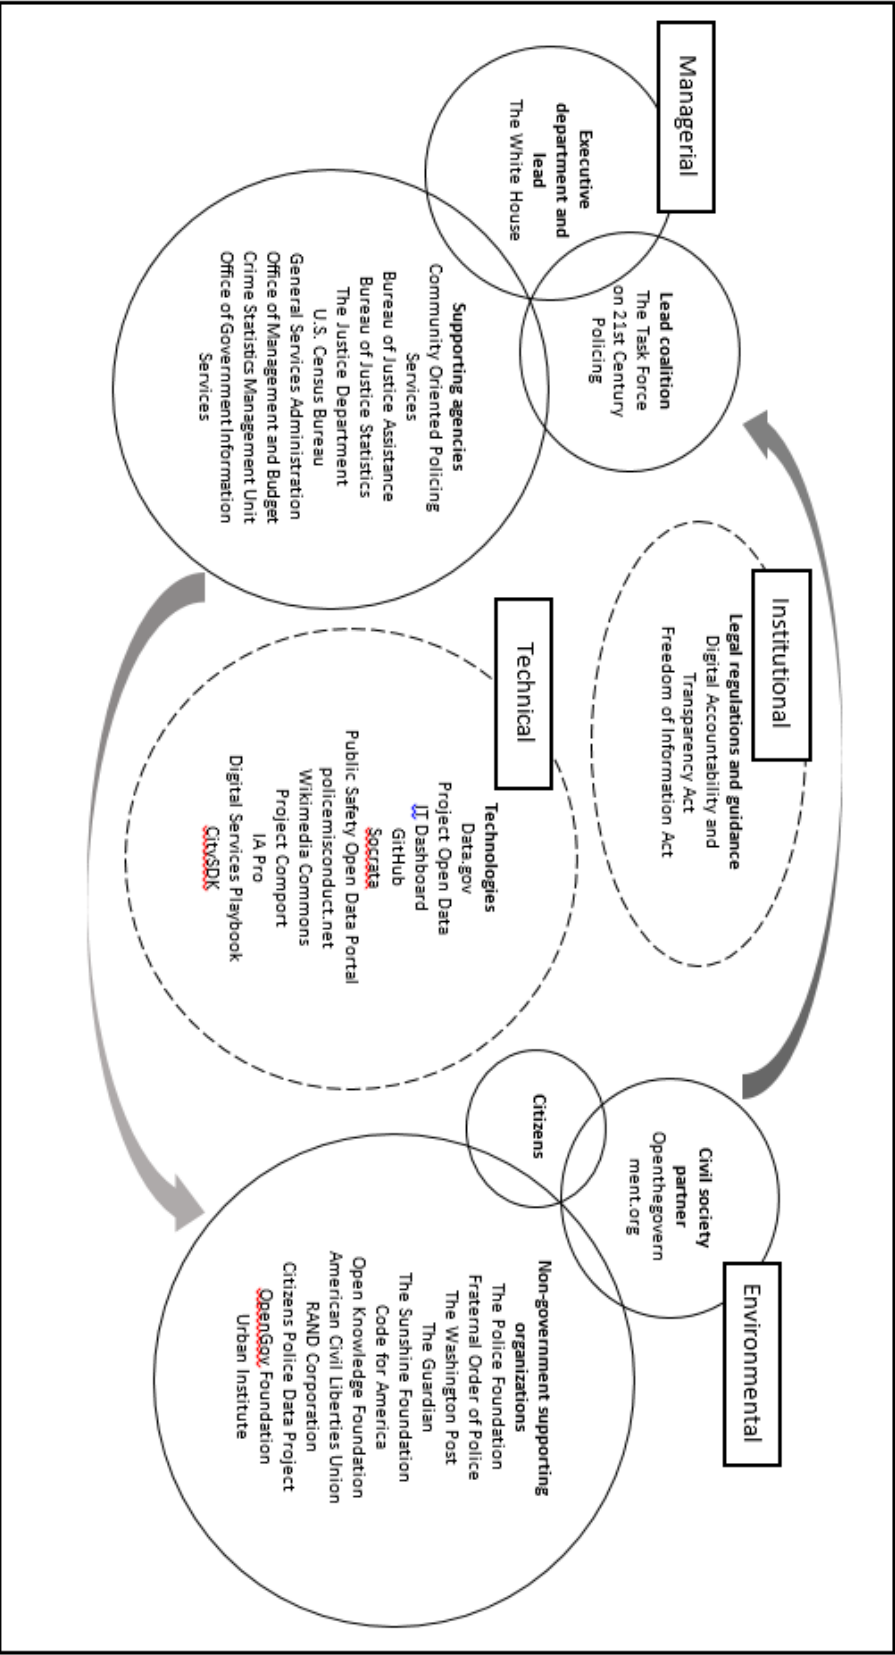 Managerial
Executive
department and
lead
The White House
Lead coalition
The Task Force
on 21st Century
Policing
Supporting agencies
Community Oriented Policing
Services
Bureau of Justice Assistance
Bureau of Justice Statistics
The Justice Department
U.S. Census Bureau
General Services Administration
Office of Management and Budget
Crime Statistics Management Unit
Office of Government Information
Services
Institutional
Legal regulations and guidance
Digital Accountability and
Transparency Act
Freedom of Information Act
Technical
Technologies
Data.gov
Project Open Data
IT Dashboard
GitHub
Socrata
Public Safety Open Data Portal
policemisconduct.net
Wikimedia Commons
Project Comport
IA Pro
Digital Services Playbook
CitySDK
Environmental
Civil society
partner
Openthegovern
ment.org
Citizens
Non-government supporting
organizations
The Police Foundation
Fraternal Order of Police
The Washington Post
The Guardian
The Sunshine Foundation
Code for America
Open Knowledge Foundation
American Civil Liberties Union
RAND Corporation
Citizens Police Data Project
OpenGov Foundation
Urban Institute